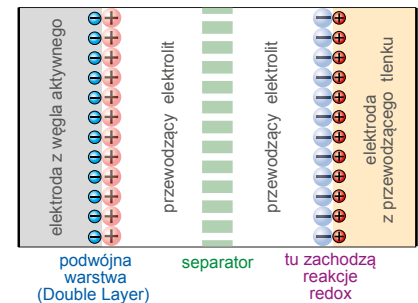 elektroda z węgla aktywnego
przewodzący elektrolit
przewodzący elektrolit
elektroda
z przewodzącego tlenku
podwójna
warstwa
(Double Layer)
separator
tu zachodzą
reakcje
redox